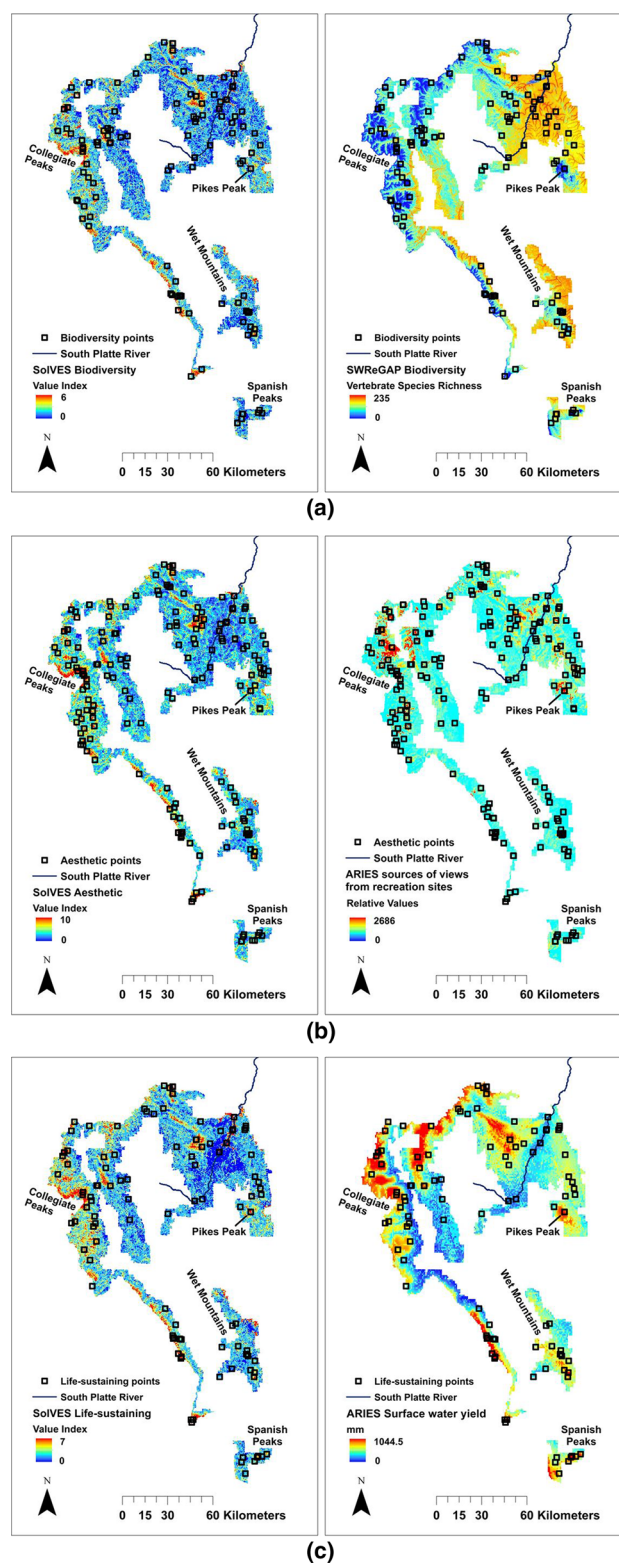 Collegiate
Peaks
Pikes Peak
Wet Mountains
Biodiversity points
South Platte River
SolVES Biodiversity
Value Index
6
0
Spanish
Peaks
N
0 15 30 60 Kilometers
Collegiate
Peaks
Pikes Peak
Wet Mountains
Biodiversity points
South Platte River
SWReGAP Biodiversity
Vertebrate Species Richness
235
0
Spanish
Peaks
N
0 15 30 60 Kilometers
(a)
Collegiate
Peaks
Pikes Peak
Wet Mountains
Aesthetic points
South Platte River
SolVES Aesthetic
Value Index
10
0
Spanish
Peaks
N
0 15 30 60 Kilometers
Collegiate
Peaks
Pikes Peak
Wet Mountains
Aesthetic points
South Platte River
ARIES sources of views
from recreation sites
Relative Values
2686
0
Spanish
Peaks
N
0 15 30 60 Kilometers
(b)
Collegiate
Peaks
Pikes Peak
Wet Mountains
Life-sustaining points
South Platte River
SolVES Life-sustaining
Value Index
7
0
Spanish
Peaks
N
0 15 30 60 Kilometers
Collegiate
Peaks
Pikes Peak
Wet Mountains
Life-sustaining points
South Platte River
ARIES Surface water yield
mm
1044.5
0
Spanish
Peaks
N
0 15 30 60 Kilometers
(c)